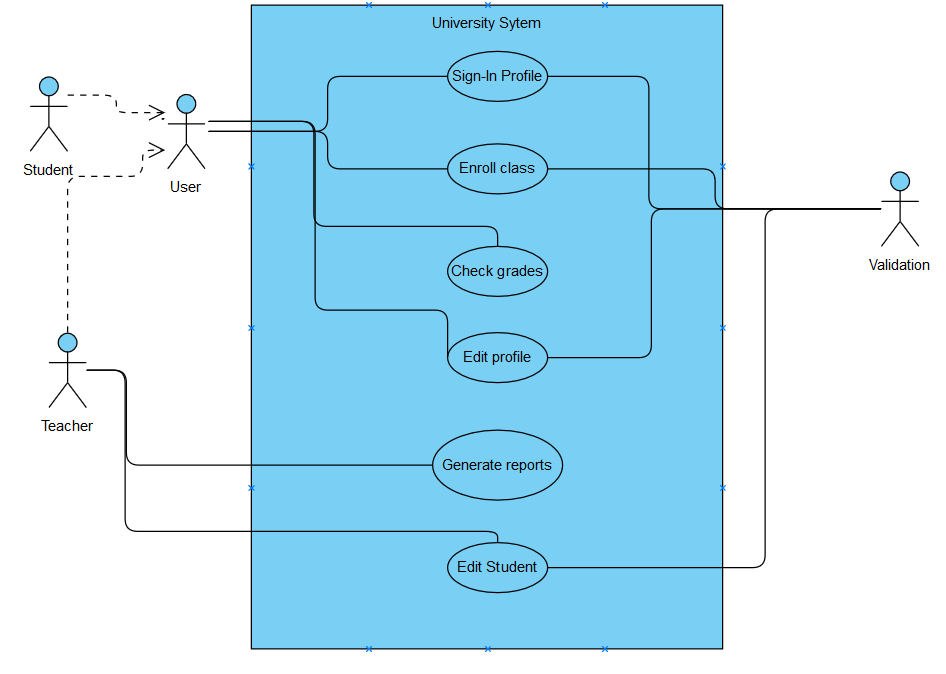 University Sytem
Sign-In Profile
Student
User
Enroll class
Validation
Check grades
Edit profile
Teacher
Generate reports
Edit Student